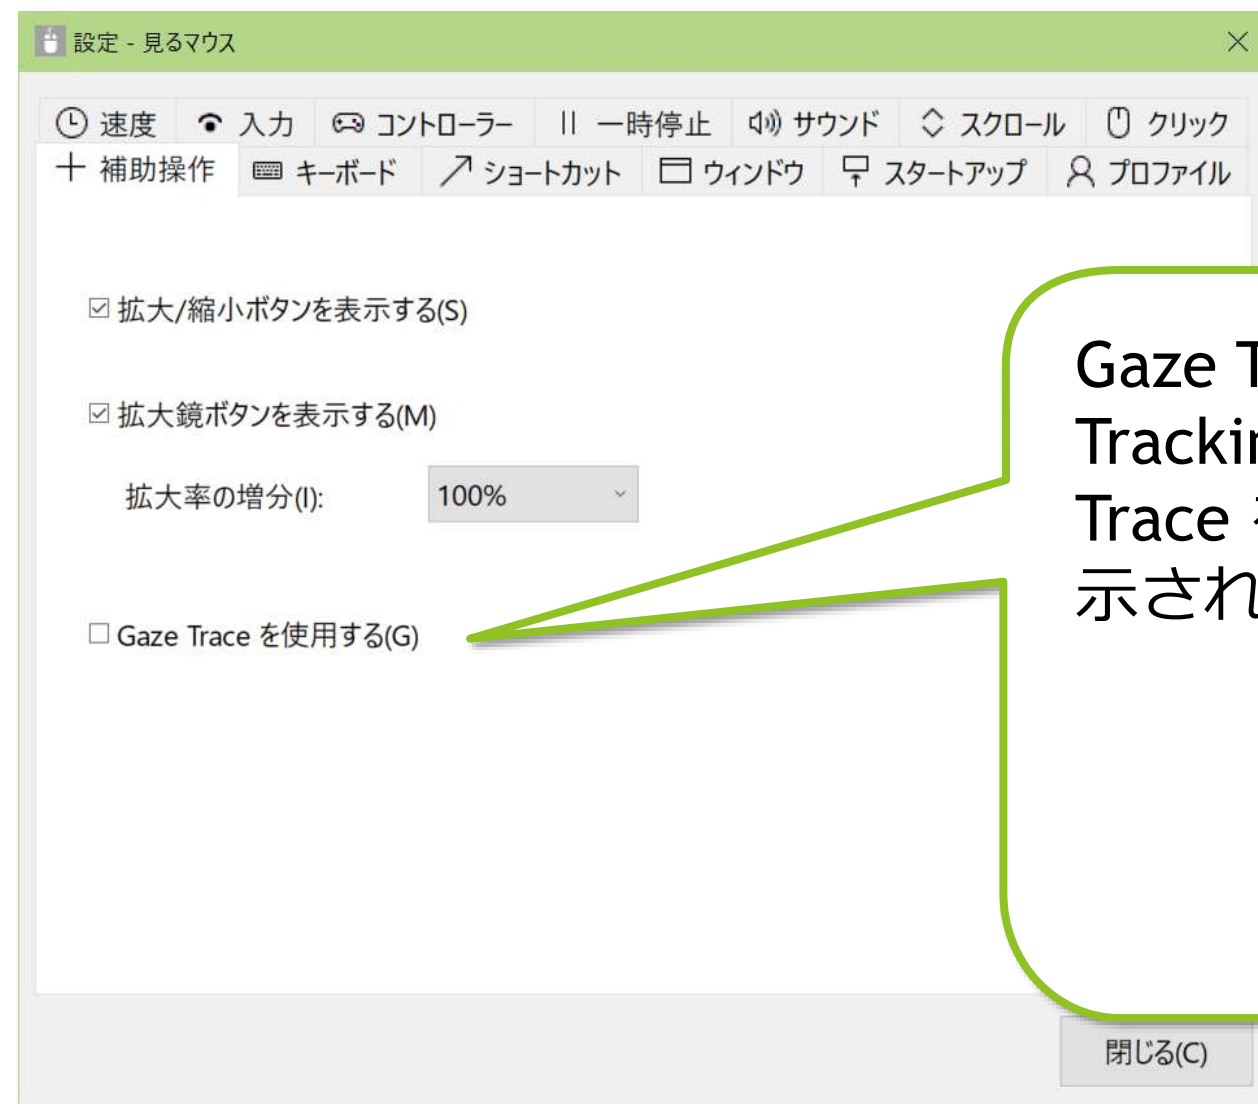 設定 - 見るマウス
速度 入力 コントローラー 一時停止 サウンド スクロール クリック
補助操作 キーボード ショートカット ウィンドウ スタートアップ プロファイル
拡大/縮小ボタンを表示する(S)
拡大鏡ボタンを表示する(M)
拡大率の増分(I): 100%
Gaze Trace を使用する(G)
Gaze
Trace
示され
閉じる(C)